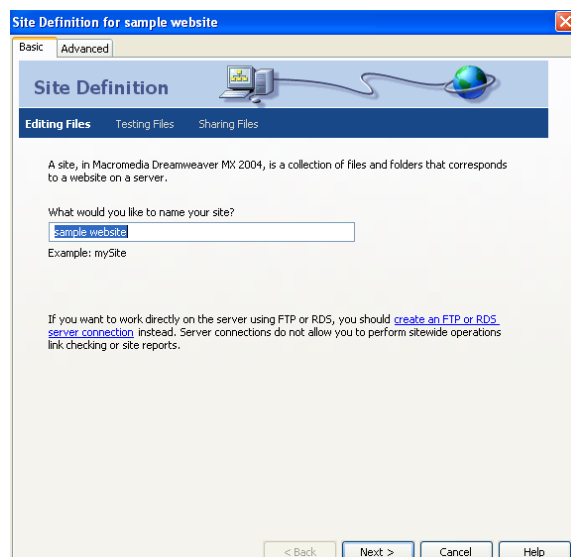 Site Definition for sample website
Basic Advanced
Site Definition
Editing Files Testing Files Sharing Files
A site, in Macromedia Dreamweaver MX 2004, is a collection of files and folders that corresponds
to a website on a server.
What would you like to name your site?
sample website
Example: mySite
If you want to work directly on the server using FTP or RDS, you should create an FTP or RDS
server connection instead. Server connections do not allow you to perform sitewide operations
link checking or site reports.
< Back Next > Cancel Help